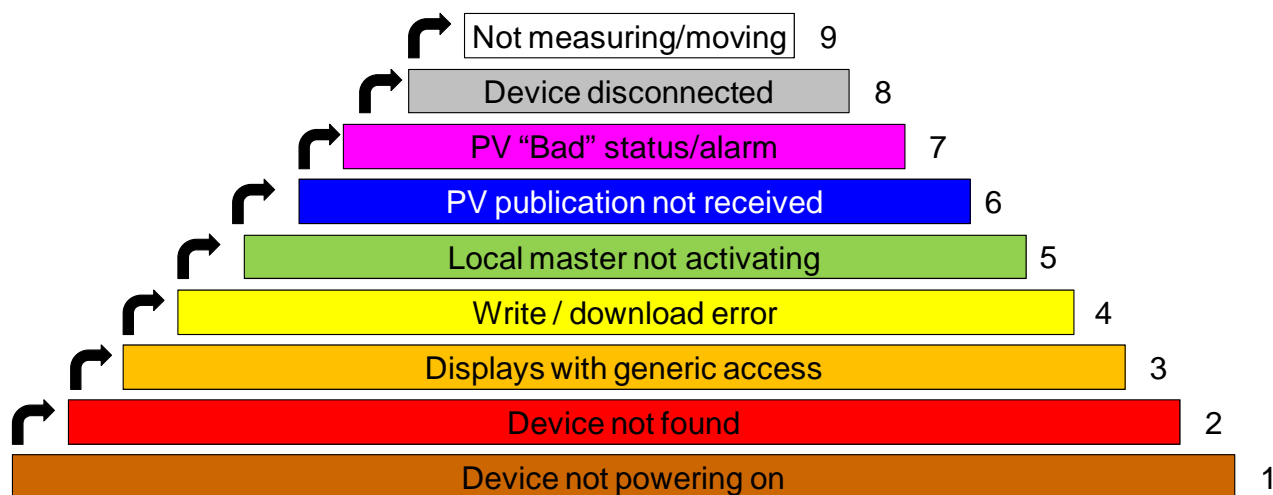 Not measuring/moving 9
Device disconnected 8
PV “Bad” status/alarm 7
PV publication not received 6
Local master not activating 5
Write / download error 4
Displays with generic access 3
Device not found 2
Device not powering on 1